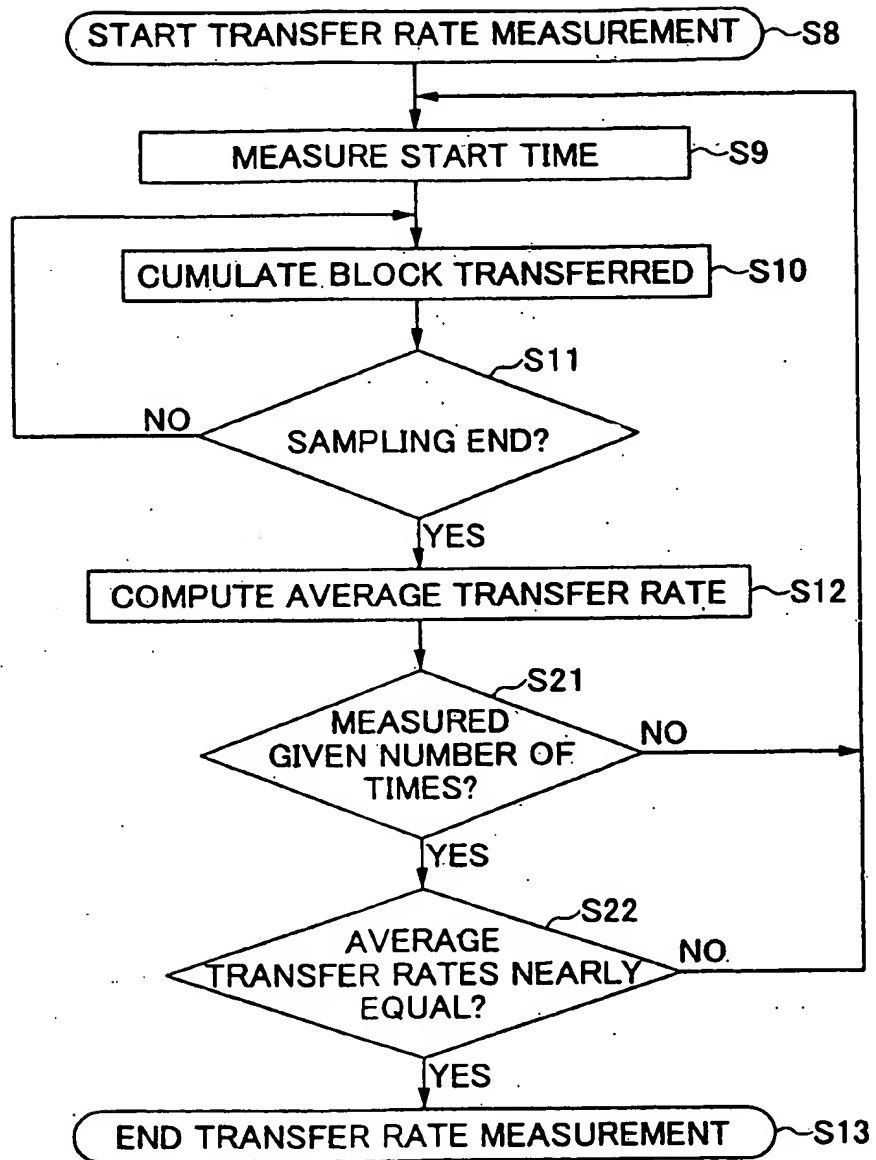 START TRANSFER RATE MEASUREMENT
S8
MEASURE START TIME
S9
CUMULATE BLOCK TRANSFERRED
S10
S11
NO
SAMPLING END?
YES
COMPUTE AVERAGE TRANSFER RATE
S12
S21
MEASURED
GIVEN NUMBER OF
TIMES?
NO
YES
S22
AVERAGE
TRANSFER RATES NEARLY
EQUAL?
NO
YES
END TRANSFER RATE MEASUREMENT
S13